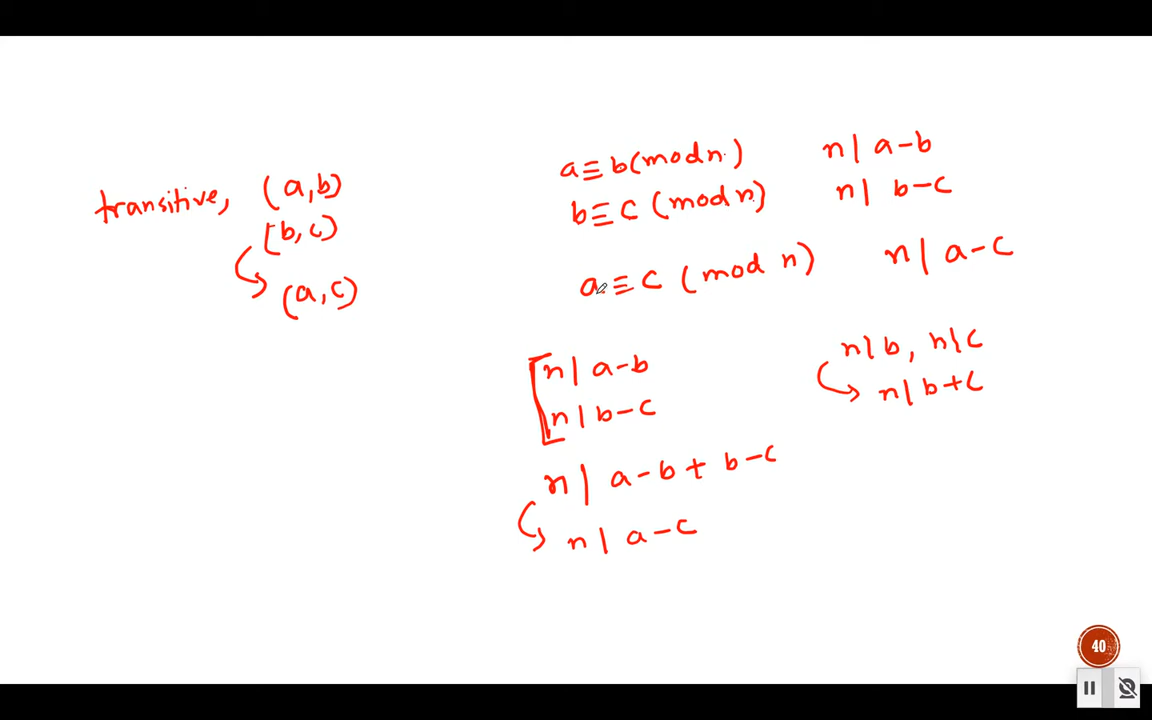 transitive, (a,b)
[b,c)
(a,c)
a≡b(mod n.) n| a-b
b≡c (mod n.) n| b-c
a≡c (mod n) n| a-c
n| a-b
n| b-c
n|b, n|c
n| b+c
n| a-b+b-c
n| a-c
40